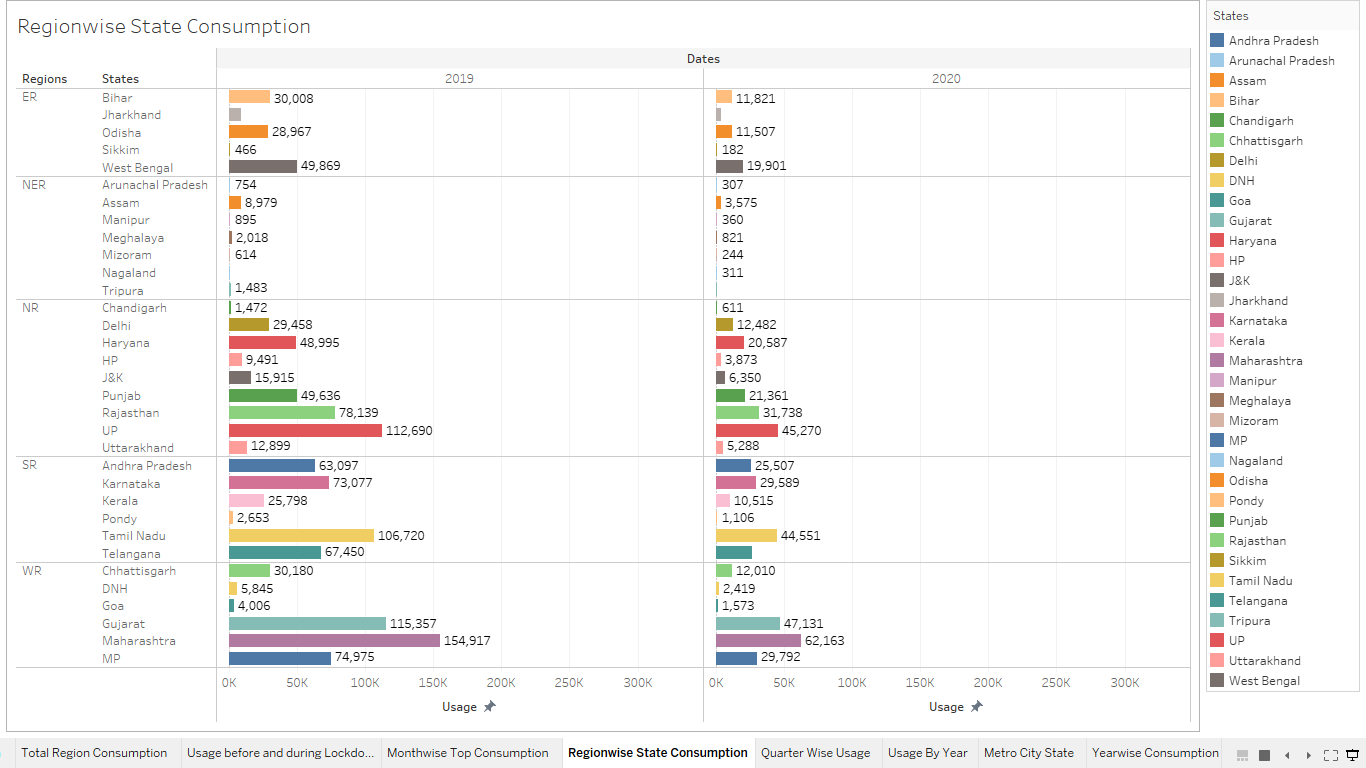 Regionwise State Consumption
Dates
Regions States 2019 2020
ER Bihar 30,008 11,821
Jharkhand
Odisha 28,967 11,507
Sikkim 466 182
West Bengal 49,869 19,901
NER Arunachal Pradesh 754 307
Assam 8,979 3,575
Manipur 895 360
Meghalaya 2,018 821
Mizoram 614 244
Nagaland 311
Tripura 1,483
NR Chandigarh 1,472 611
Delhi 29,458 12,482
Haryana 48,995 20,587
HP 9,491 3,873
J&K 15,915 6,350
Punjab 49,636 21,361
Rajasthan 78,139 31,738
UP 112,690 45,270
Uttarakhand 12,899 5,288
SR Andhra Pradesh 63,097 25,507
Karnataka 73,077 29,589
Kerala 25,798 10,515
Pondy 2,653 1,106
Tamil Nadu 106,720 44,551
Telangana 67,450
WR Chhattisgarh 30,180 12,010
DNH 5,845 2,419
Goa 4,006 1,573
Gujarat 115,357 47,131
Maharashtra 154,917 62,163
MP 74,975 29,792
0K 50K 100K 150K 200K 250K 300K 0K 50K 100K 150K 200K 250K 300K
Usage Usage
States
Andhra Pradesh
Arunachal Pradesh
Assam
Bihar
Chandigarh
Chhattisgarh
Delhi
DNH
Goa
Gujarat
Haryana
HP
J&K
Jharkhand
Karnataka
Kerala
Maharashtra
Manipur
Meghalaya
Mizoram
MP
Nagaland
Odisha
Pondy
Punjab
Rajasthan
Sikkim
Tamil Nadu
Telangana
Tripura
UP
Uttarakhand
West Bengal
Total Region Consumption Usage before and during Lockdo... Monthwise Top Consumption Regionwise State Consumption Quarter Wise Usage Usage By Year Metro City State Yearwise Consumption